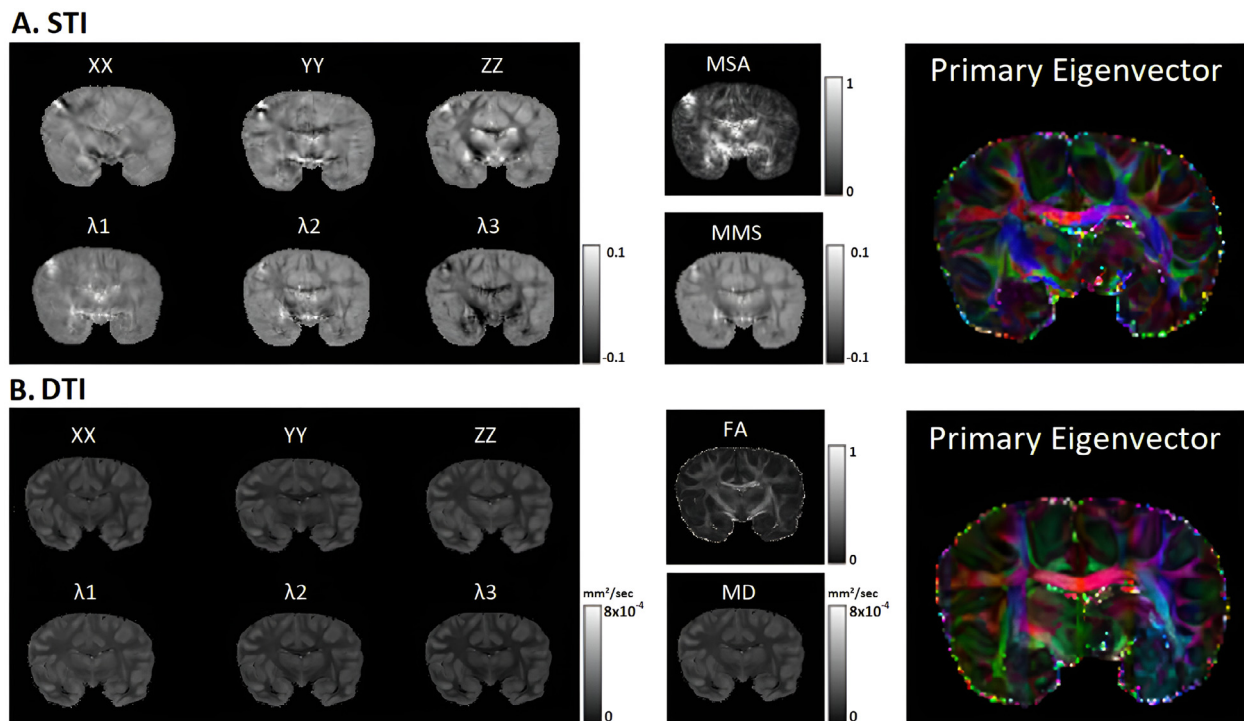 A. STI
XX YY ZZ
λ1 λ2 λ3
0.1
-0.1
MSA
1
0
MMS
0.1
-0.1
Primary Eigenvector
B. DTI
XX YY ZZ
λ1 λ2 λ3
mm²/sec
8x10⁻⁴
0
FA
1
0
MD
mm²/sec
8x10⁻⁴
0
Primary Eigenvector